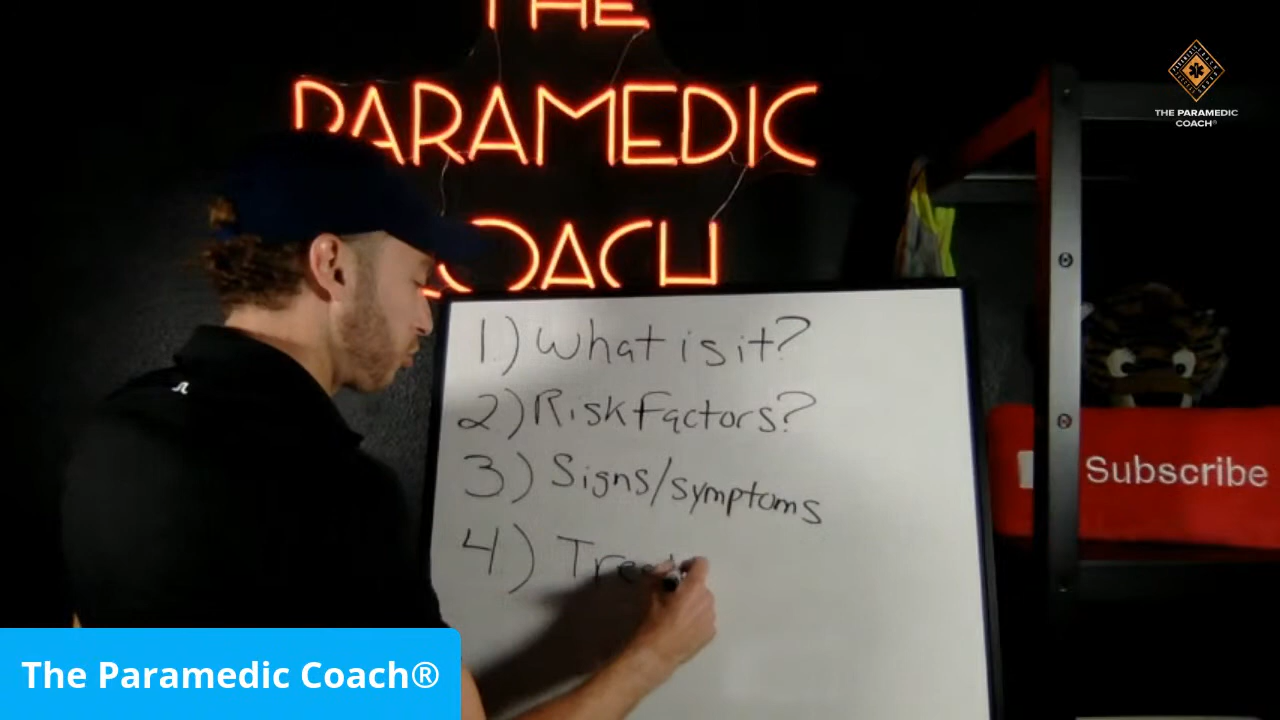 THE
PARAMEDIC
COACH
THE PARAMEDIC
COACH®
1) What is it?
2) Risk Factors?
3) Signs/symptoms
4)
Subscribe
The Paramedic Coach®